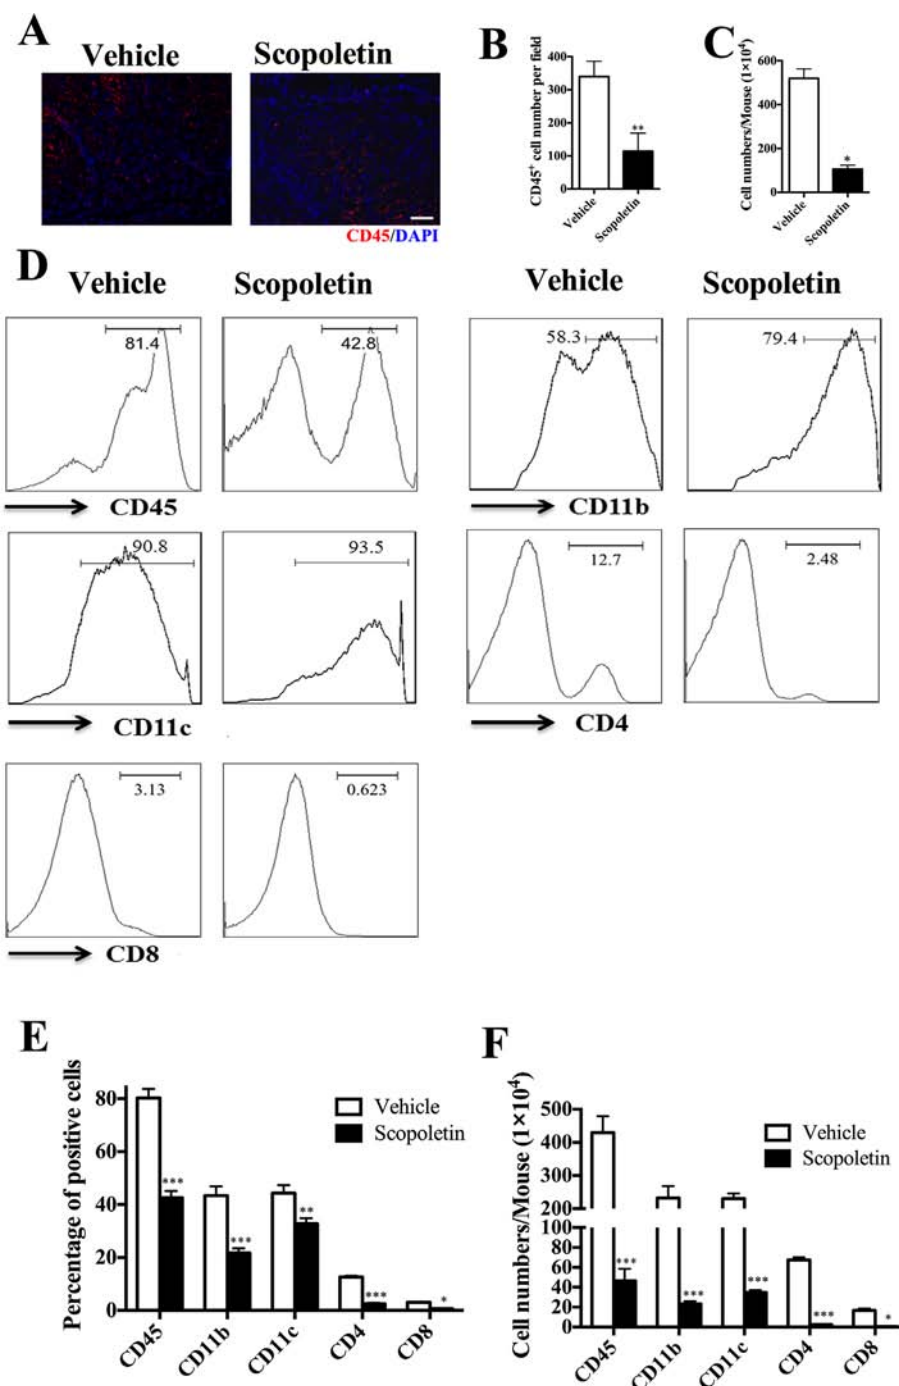 A
Vehicle
Scopoletin
CD45/DAPI
B
CD45⁺ cell number per field
400
300
200
100
0
**
Vehicle
Scopoletin
C
Cell numbers/Mouse (1×10⁴)
600
400
200
0
*
Vehicle
Scopoletin
D
Vehicle
Scopoletin
Vehicle
Scopoletin
81.4
42.8
CD45
58.3
79.4
CD11b
90.8
93.5
CD11c
12.7
2.48
CD4
3.13
0.623
CD8
E
Percentage of positive cells
80
60
40
20
0
Vehicle
Scopoletin
***
***
**
***
*
CD45
CD11b
CD11c
CD4
CD8
F
Cell numbers/Mouse (1×10⁴)
500
400
300
200
100
80
60
40
20
0
Vehicle
Scopoletin
***
***
***
***
*
CD45
CD11b
CD11c
CD4
CD8